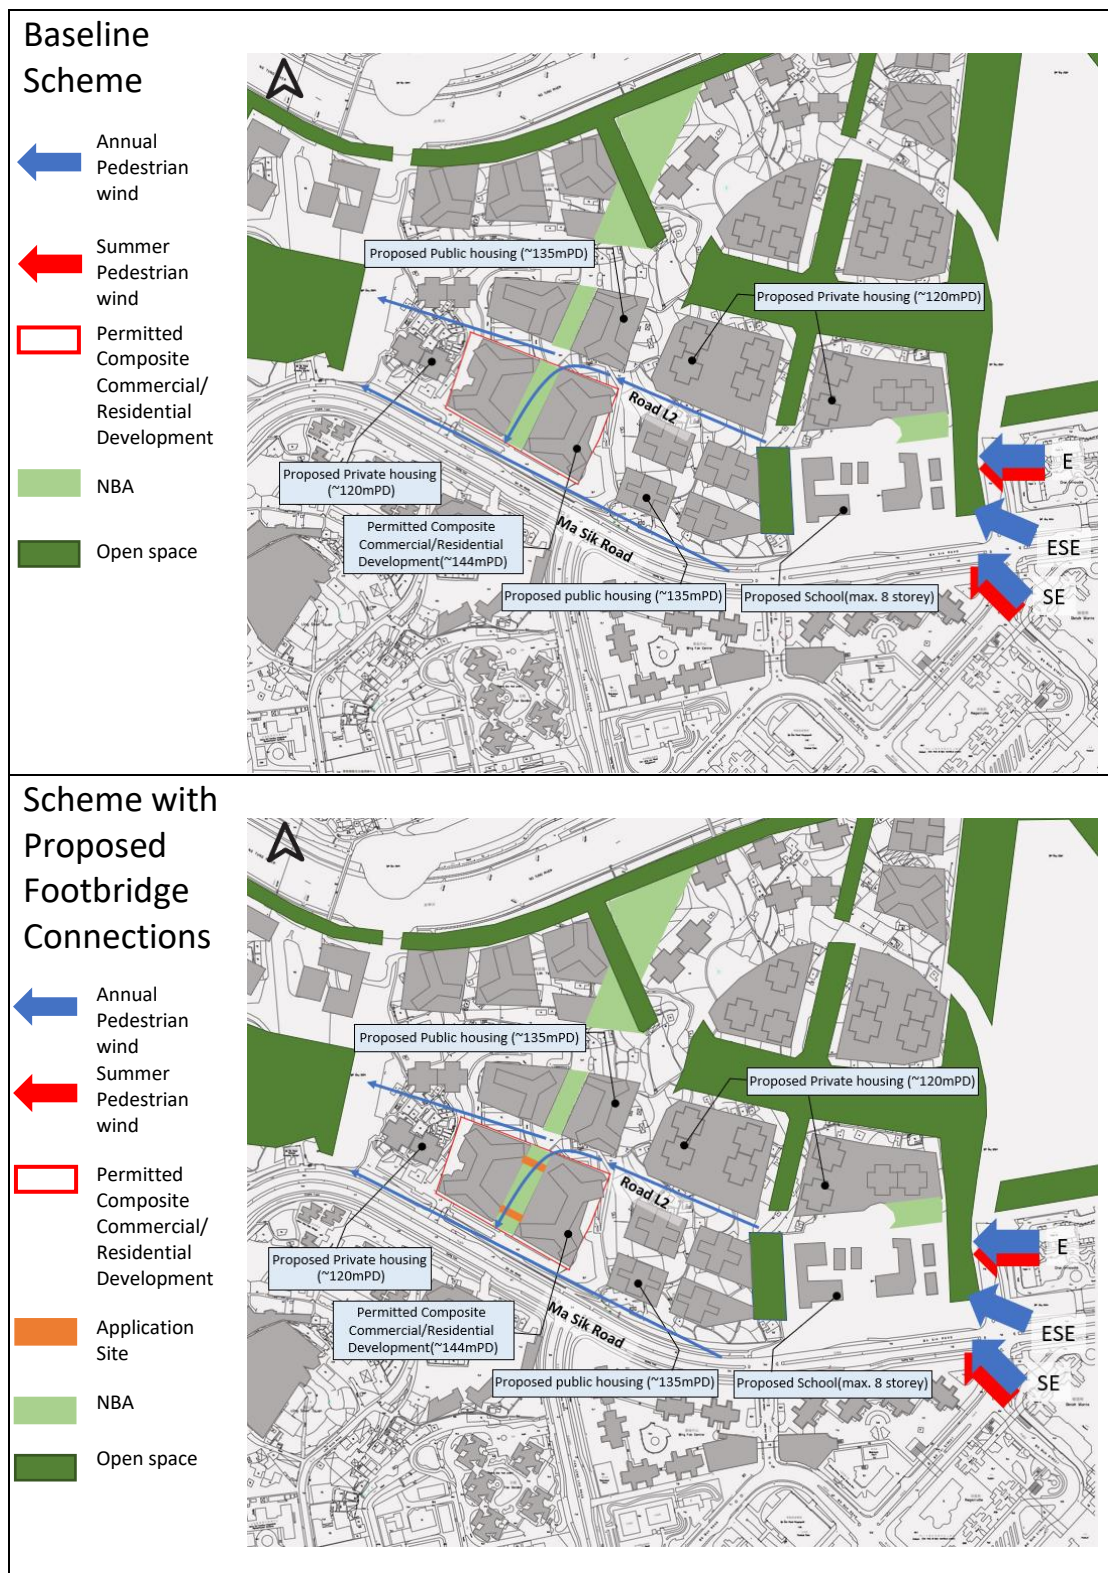 Baseline
Scheme
Annual
Pedestrian
wind
Summer
Pedestrian
wind
Permitted
Composite
Commercial/
Residential
Development
NBA
Open space
Proposed Public housing (~135mPD)
Proposed Private housing (~120mPD)
Road L2
Proposed Private housing
(~120mPD)
Permitted Composite
Commercial/Residential
Development(~144mPD)
Ma Sik Road
Proposed public housing (~135mPD)
Proposed School(max. 8 storey)
E
ESE
SE
Scheme with
Proposed
Footbridge
Connections
Annual
Pedestrian
wind
Summer
Pedestrian
wind
Permitted
Composite
Commercial/
Residential
Development
Application
Site
NBA
Open space
Proposed Public housing (~135mPD)
Proposed Private housing (~120mPD)
Road L2
Proposed Private housing
(~120mPD)
Permitted Composite
Commercial/Residential
Development(~144mPD)
Ma Sik Road
Proposed public housing (~135mPD)
Proposed School(max. 8 storey)
E
ESE
SE